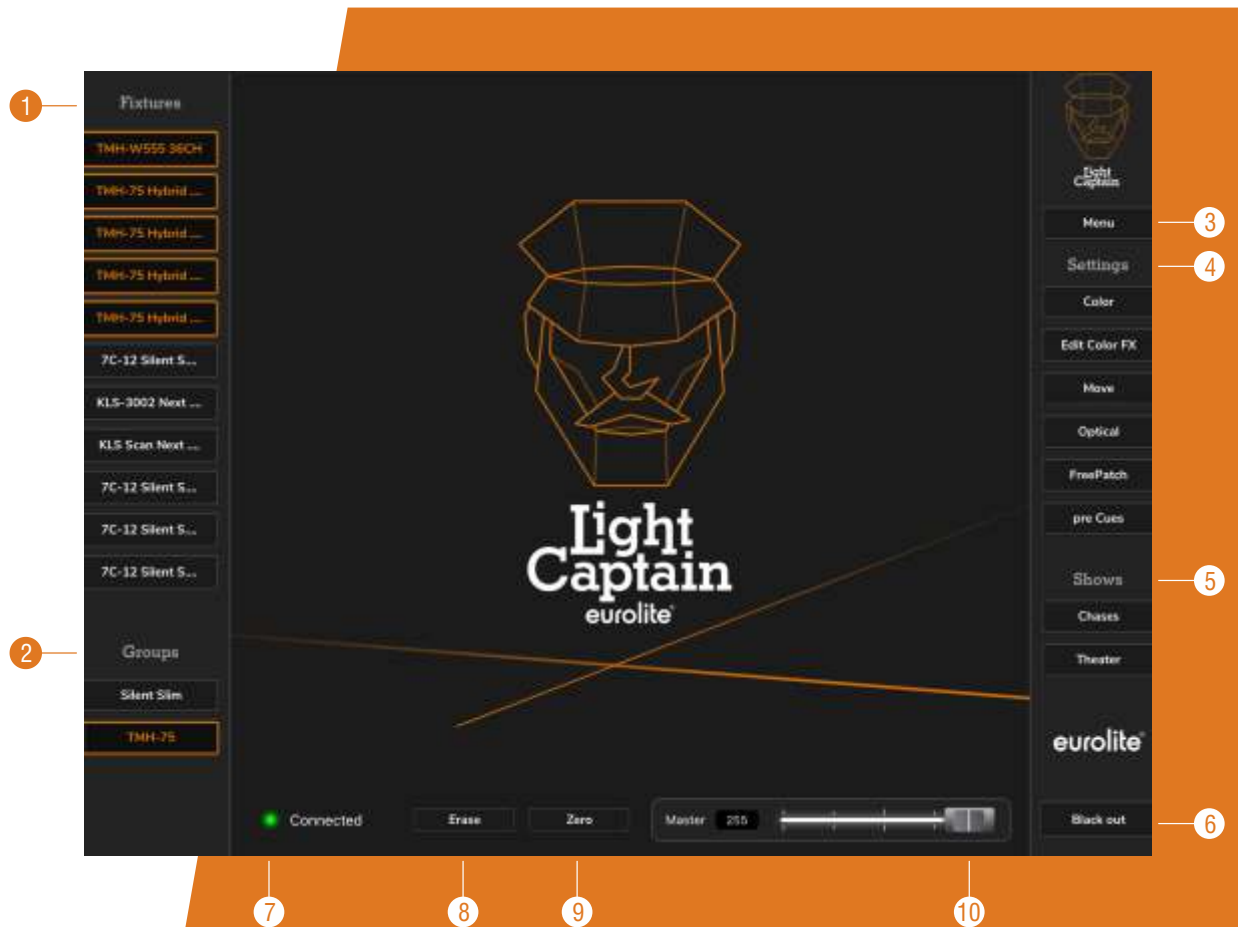 1
Fixtures
TMH-W555 36CH
TMH-75 Hybrid ...
TMH-75 Hybrid ...
TMH-75 Hybrid ...
TMH-75 Hybrid ...
7C-12 Silent S...
KLS-3002 Next ...
KLS Scan Next ...
7C-12 Silent S...
7C-12 Silent S...
7C-12 Silent S...
2
Groups
Silent Slim
TMH-75
Light
Captain
eurolite®
Connected
Erase
Zero
Master 255
Light
Captain
Menu
3
Settings
4
Color
Edit Color FX
Move
Optical
FreePatch
pre Cues
Shows
5
Chases
Theater
eurolite®
Black out
6
7
8
9
10